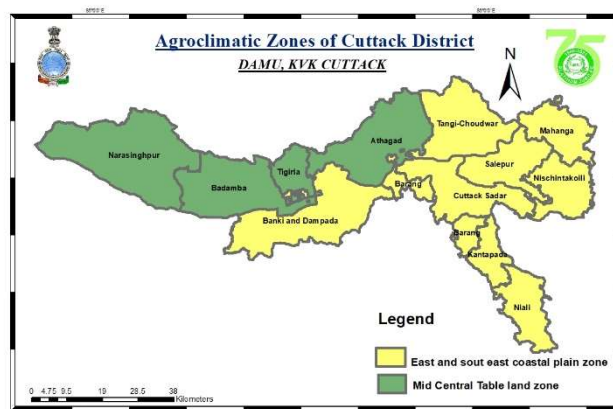 Agroclimatic Zones of Cuttack District
DAMU, KVK CUTTACK
75
N
Narasinghpur
Badamba
Tigiria
Athagad
Banki and Dampada
Tangi-Choudwar
Mahanga
Salepur
Nischintakoili
Barang
Cuttack Sadar
Barang
Kantapada
Niali
Legend
East and sout east coastal plain zone
Mid Central Table land zone
0 4.75 9.5 19 28.5 38
Kilometers